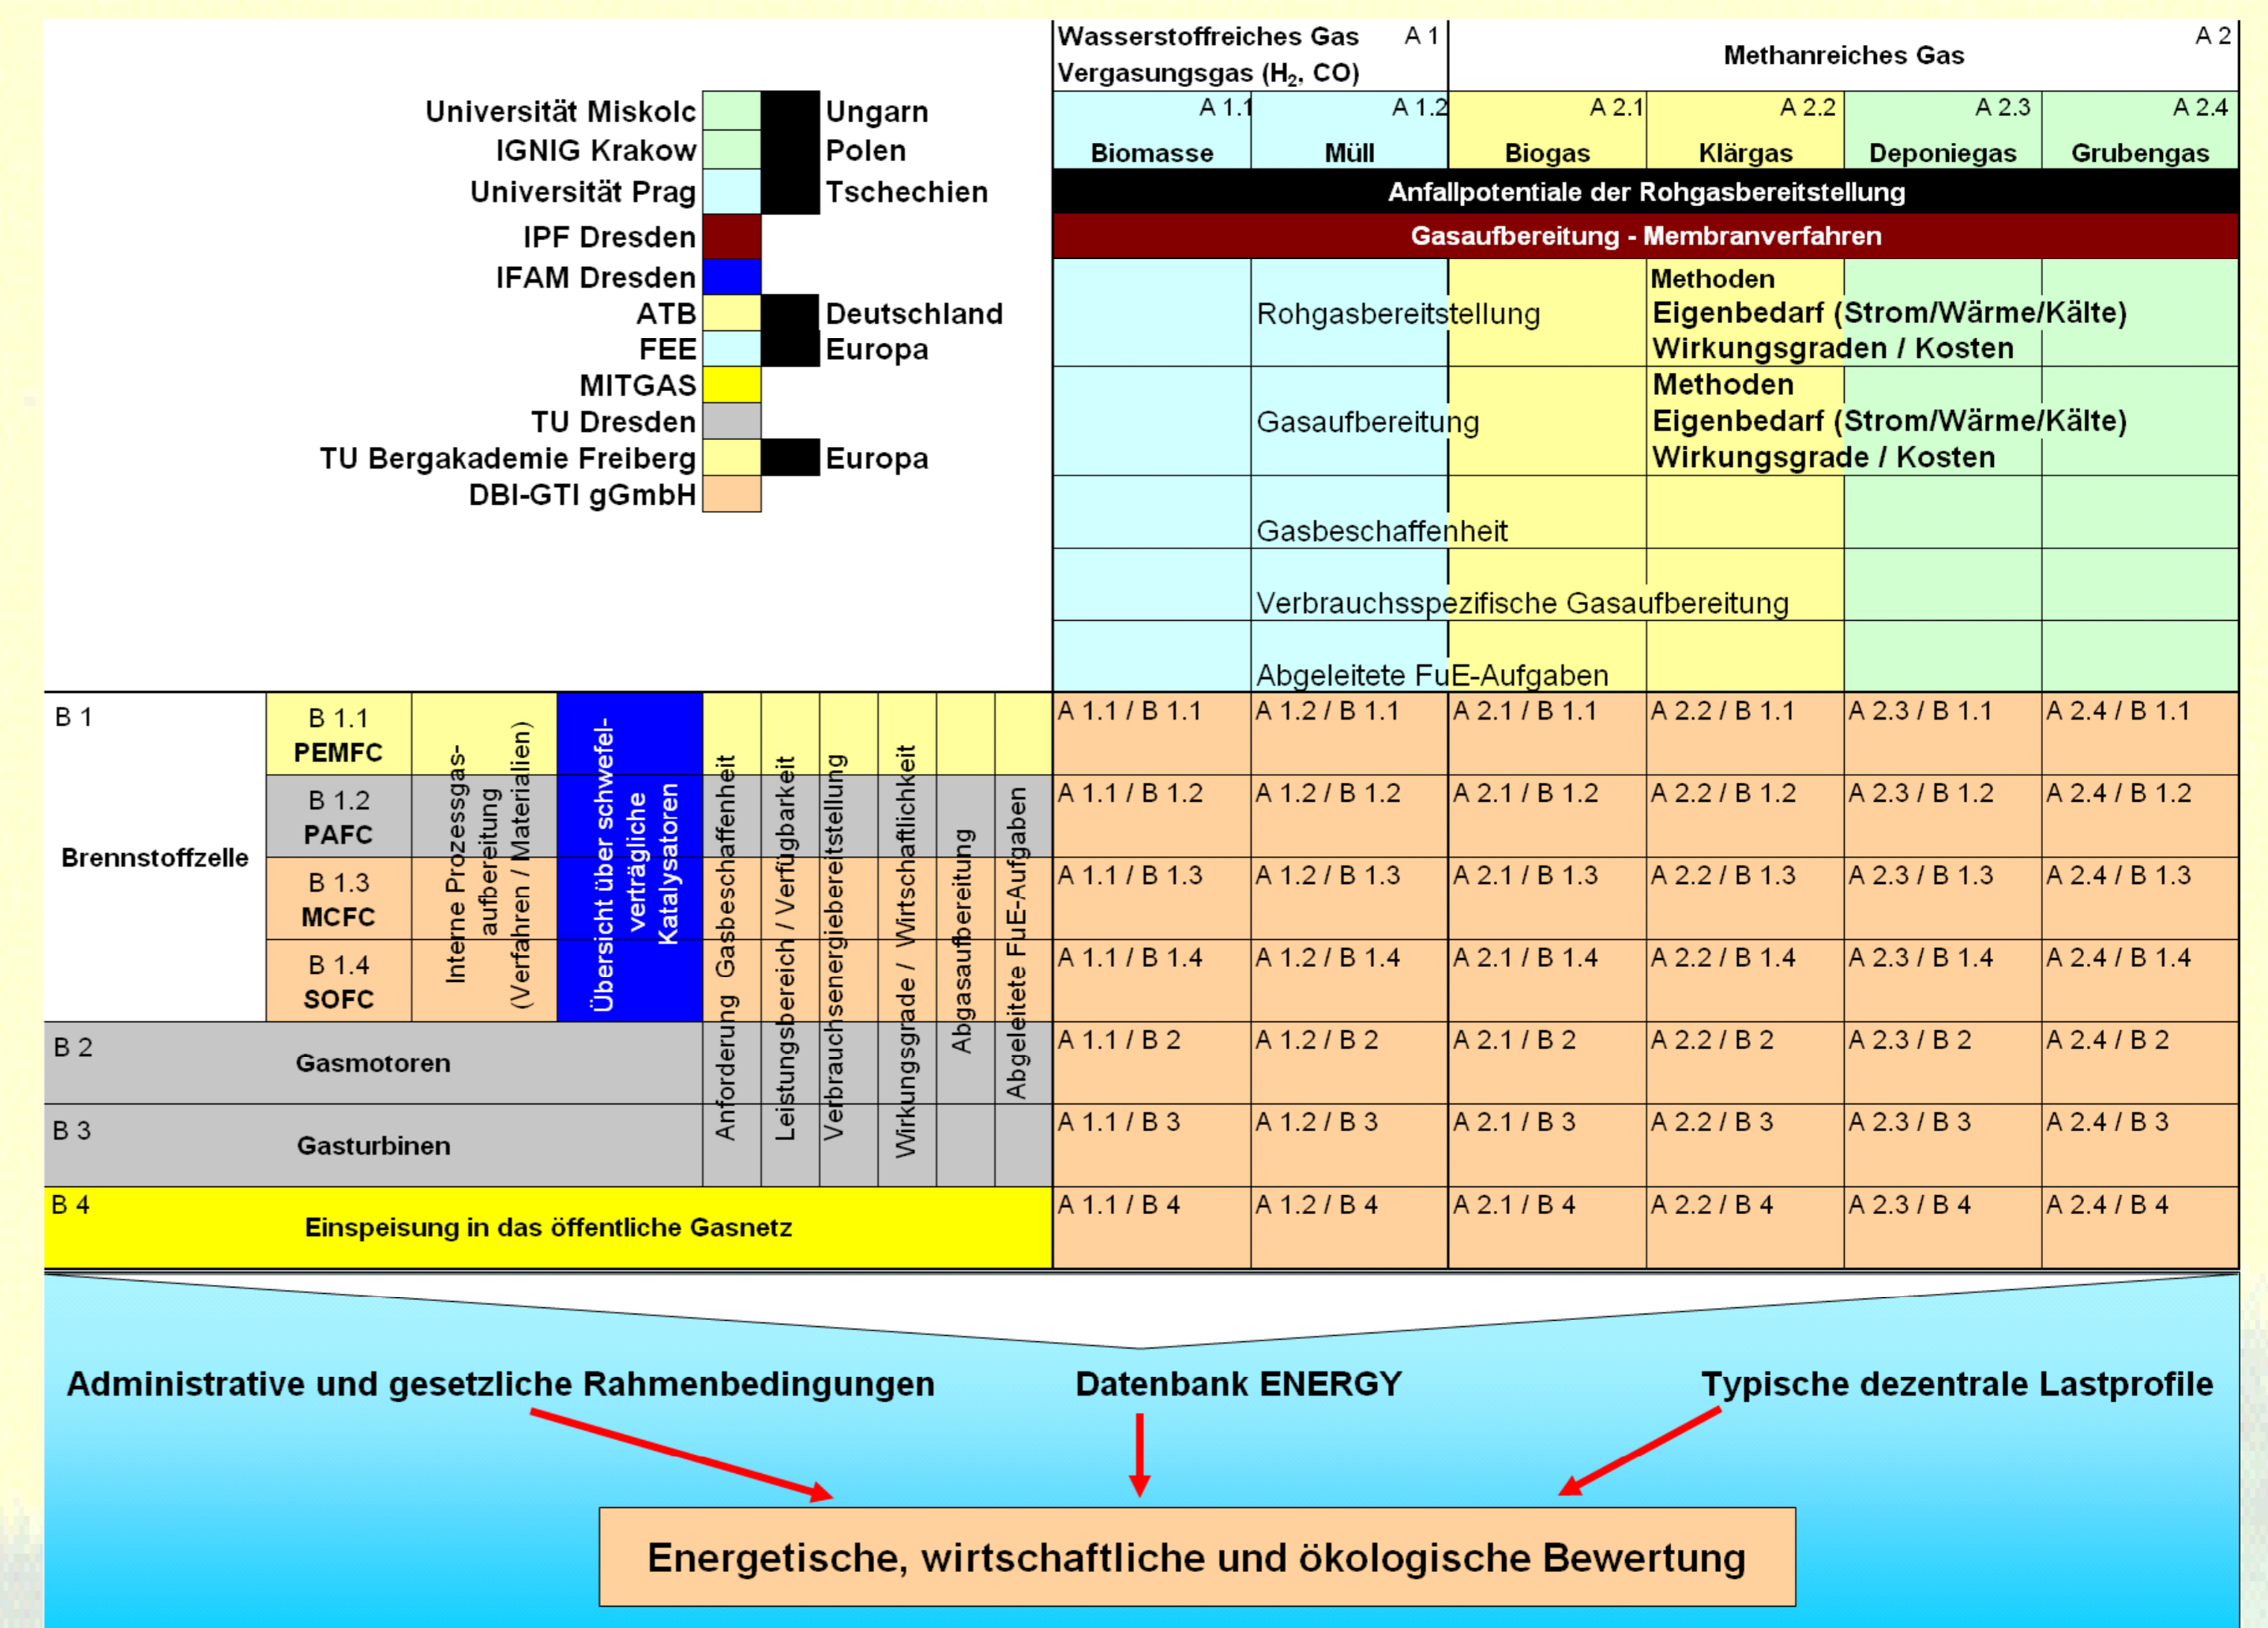 Wasserstoffreiches Gas A 1
Vergasungsgas (H₂, CO)
Methanreiches Gas A 2
Universität Miskolc Ungarn
IGNIG Krakow Polen
Universität Prag Tschechien
IPF Dresden
IFAM Dresden
ATB Deutschland
FEE Europa
MITGAS
TU Dresden
TU Bergakademie Freiberg Europa
DBI-GTI gGmbH
A 1.1 A 1.2 A 2.1 A 2.2 A 2.3 A 2.4
Biomasse Müll Biogas Klärgas Deponiegas Grubengas
Anfallpotentiale der Rohgasbereitstellung
Gasaufbereitung - Membranverfahren
Rohgasbereitstellung
Methoden
Eigenbedarf (Strom/Wärme/Kälte)
Wirkungsgraden / Kosten
Gasaufbereitung
Methoden
Eigenbedarf (Strom/Wärme/Kälte)
Wirkungsgrade / Kosten
Gasbeschaffenheit
Verbrauchsspezifische Gasaufbereitung
Abgeleitete FuE-Aufgaben
B 1
Brennstoffzelle
B 1.1
PEMFC
B 1.2
PAFC
B 1.3
MCFC
B 1.4
SOFC
Interne Prozessgas-
aufbereitung
(Verfahren / Materialien)
Übersicht über schwefel-
verträgliche
Katalysatoren
Anforderung Gasbeschaffenheit
Leistungsbereich / Verfügbarkeit
Verbrauchsenergiebereitstellung
Wirkungsgrade / Wirtschaftlichkeit
Abgasaufbereitung
Abgeleitete FuE-Aufgaben
A 1.1 / B 1.1 A 1.2 / B 1.1 A 2.1 / B 1.1 A 2.2 / B 1.1 A 2.3 / B 1.1 A 2.4 / B 1.1
A 1.1 / B 1.2 A 1.2 / B 1.2 A 2.1 / B 1.2 A 2.2 / B 1.2 A 2.3 / B 1.2 A 2.4 / B 1.2
A 1.1 / B 1.3 A 1.2 / B 1.3 A 2.1 / B 1.3 A 2.2 / B 1.3 A 2.3 / B 1.3 A 2.4 / B 1.3
A 1.1 / B 1.4 A 1.2 / B 1.4 A 2.1 / B 1.4 A 2.2 / B 1.4 A 2.3 / B 1.4 A 2.4 / B 1.4
B 2 Gasmotoren
A 1.1 / B 2 A 1.2 / B 2 A 2.1 / B 2 A 2.2 / B 2 A 2.3 / B 2 A 2.4 / B 2
B 3 Gasturbinen
A 1.1 / B 3 A 1.2 / B 3 A 2.1 / B 3 A 2.2 / B 3 A 2.3 / B 3 A 2.4 / B 3
B 4 Einspeisung in das öffentliche Gasnetz
A 1.1 / B 4 A 1.2 / B 4 A 2.1 / B 4 A 2.2 / B 4 A 2.3 / B 4 A 2.4 / B 4
Administrative und gesetzliche Rahmenbedingungen
Datenbank ENERGY
Typische dezentrale Lastprofile
Energetische, wirtschaftliche und ökologische Bewertung